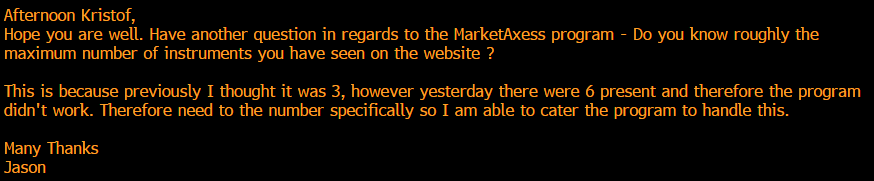 Afternoon Kristof,
Hope you are well. Have another question in regards to the MarketAxess program - Do you know roughly the
maximum number of instruments you have seen on the website ?
This is because previously I thought it was 3, however yesterday there were 6 present and therefore the program
didn't work. Therefore need to the number specifically so I am able to cater the program to handle this.
Many Thanks
Jason